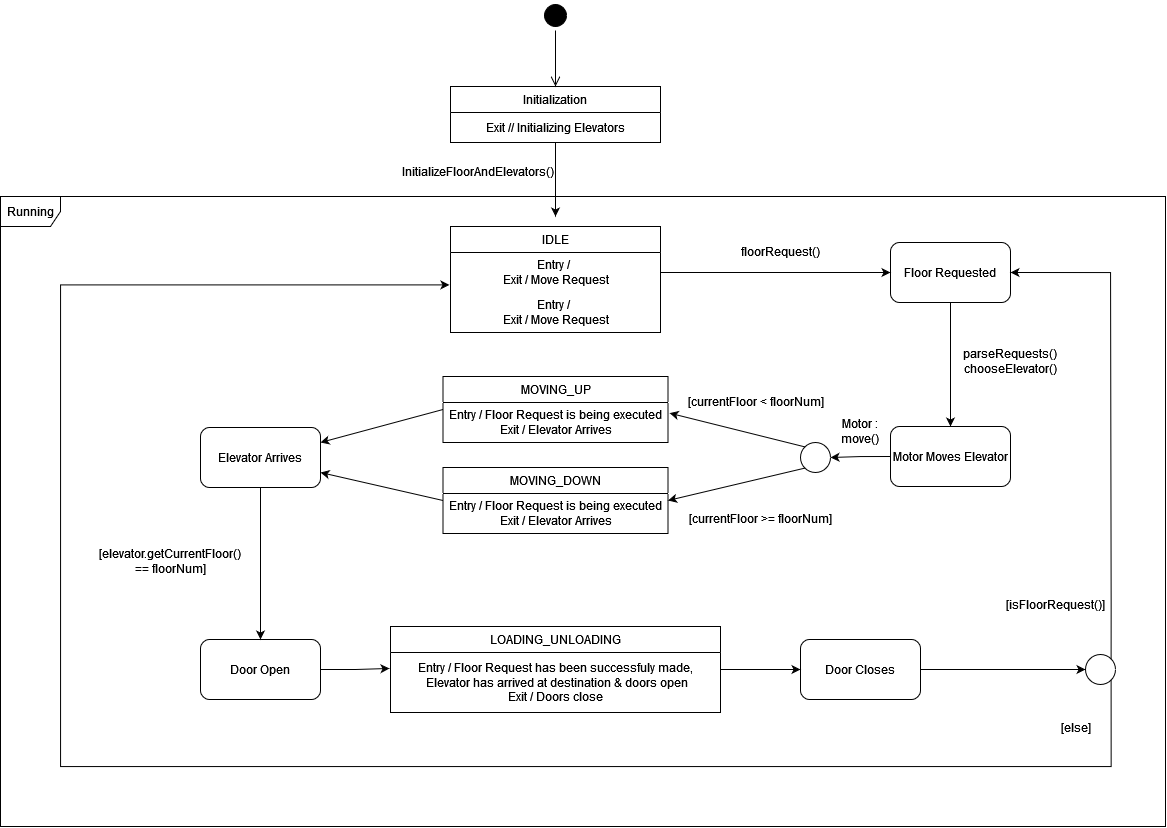 Initialization
Exit // Initializing Elevators
InitializeFloorAndElevators()
Running
IDLE
Entry /
Exit / Move Request
Entry /
Exit / Move Request
floorRequest()
Floor Requested
parseRequests()
chooseElevator()
MOVING_UP
Entry / Floor Request is being executed
Exit / Elevator Arrives
[currentFloor < floorNum]
Motor :
move()
Motor Moves Elevator
Elevator Arrives
MOVING_DOWN
Entry / Floor Request is being executed
Exit / Elevator Arrives
[currentFloor >= floorNum]
[elevator.getCurrentFloor()
== floorNum]
[isFloorRequest()]
Door Open
LOADING_UNLOADING
Entry / Floor Request has been successfuly made,
Elevator has arrived at destination & doors open
Exit / Doors close
Door Closes
[else]